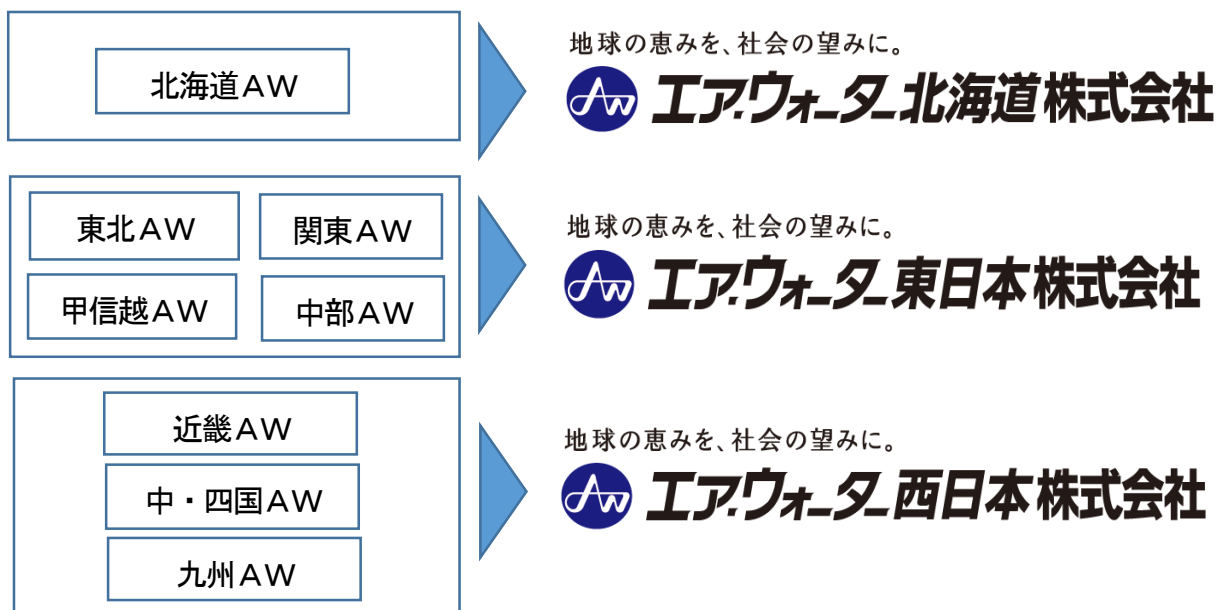 北海道AW
地球の恵みを、社会の望みに。
AW エア・ウォーター北海道株式会社
東北AW
関東AW
甲信越AW
中部AW
地球の恵みを、社会の望みに。
AW エア・ウォーター東日本株式会社
近畿AW
中・四国AW
九州AW
地球の恵みを、社会の望みに。
AW エア・ウォーター西日本株式会社